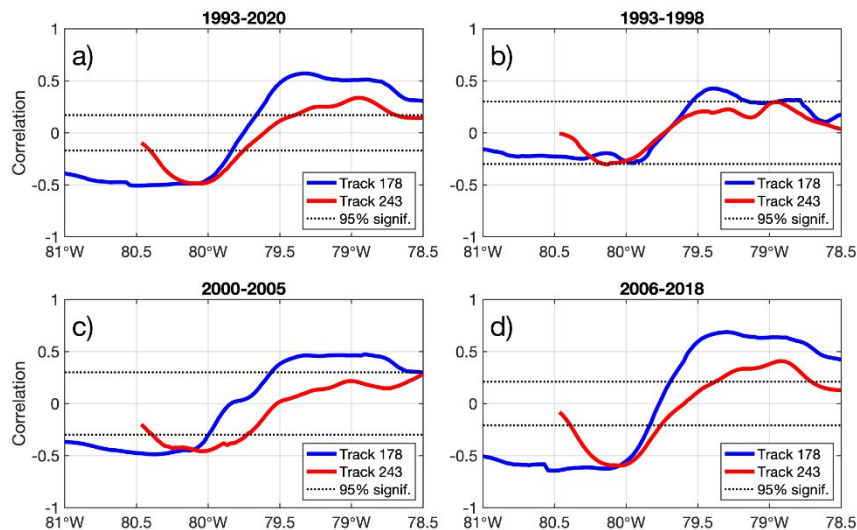 1993-2020
a)
Correlation
1
0.5
0
-0.5
-1
81°W
80.5
80°W
79.5
79°W
78.5
Track 178
Track 243
95% signif.
1993-1998
b)
1
0.5
0
-0.5
-1
81°W
80.5
80°W
79.5
79°W
78.5
Track 178
Track 243
95% signif.
2000-2005
c)
Correlation
1
0.5
0
-0.5
-1
81°W
80.5
80°W
79.5
79°W
78.5
Track 178
Track 243
95% signif.
2006-2018
d)
1
0.5
0
-0.5
-1
81°W
80.5
80°W
79.5
79°W
78.5
Track 178
Track 243
95% signif.